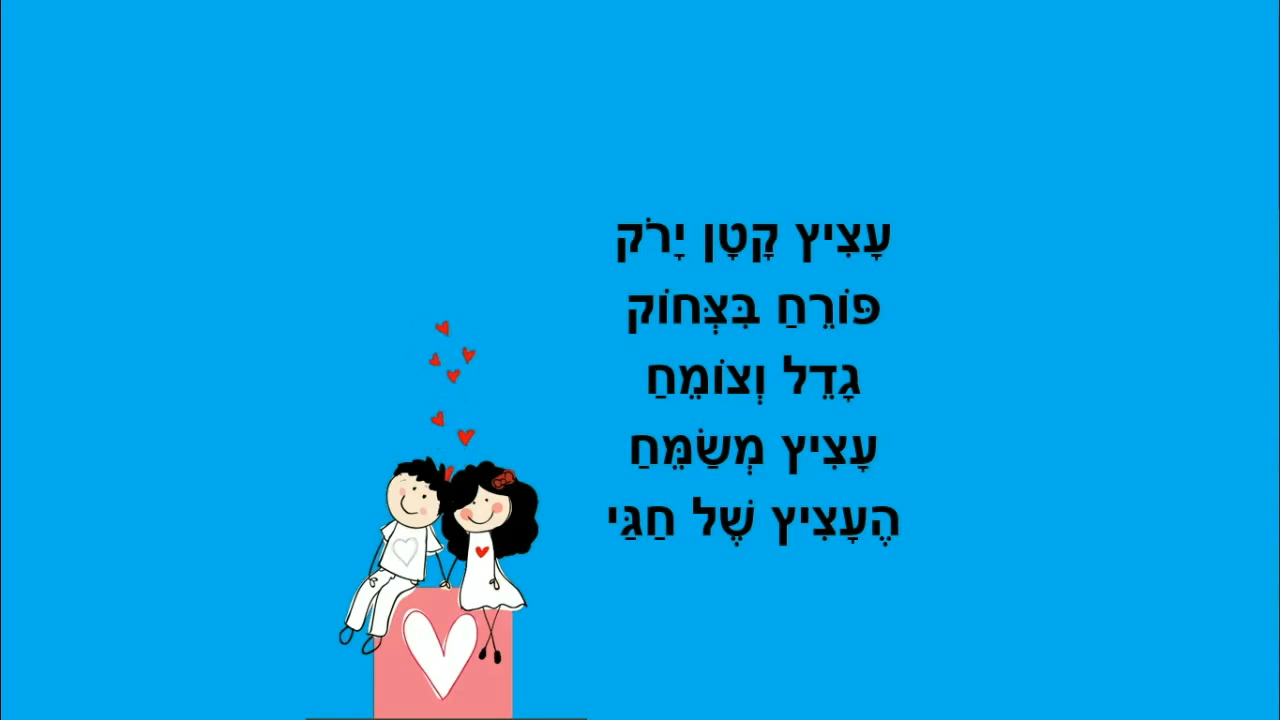 עָצִיץ קָטָן יָרֹק
פּוֹרֵחַ בִּצְּחוֹק
גָּדֵל וְצוֹמֵחַ
עָצִיץ מְשַׂמֵּחַ
הֶעָצִיץ שֶׁל חַגַּי